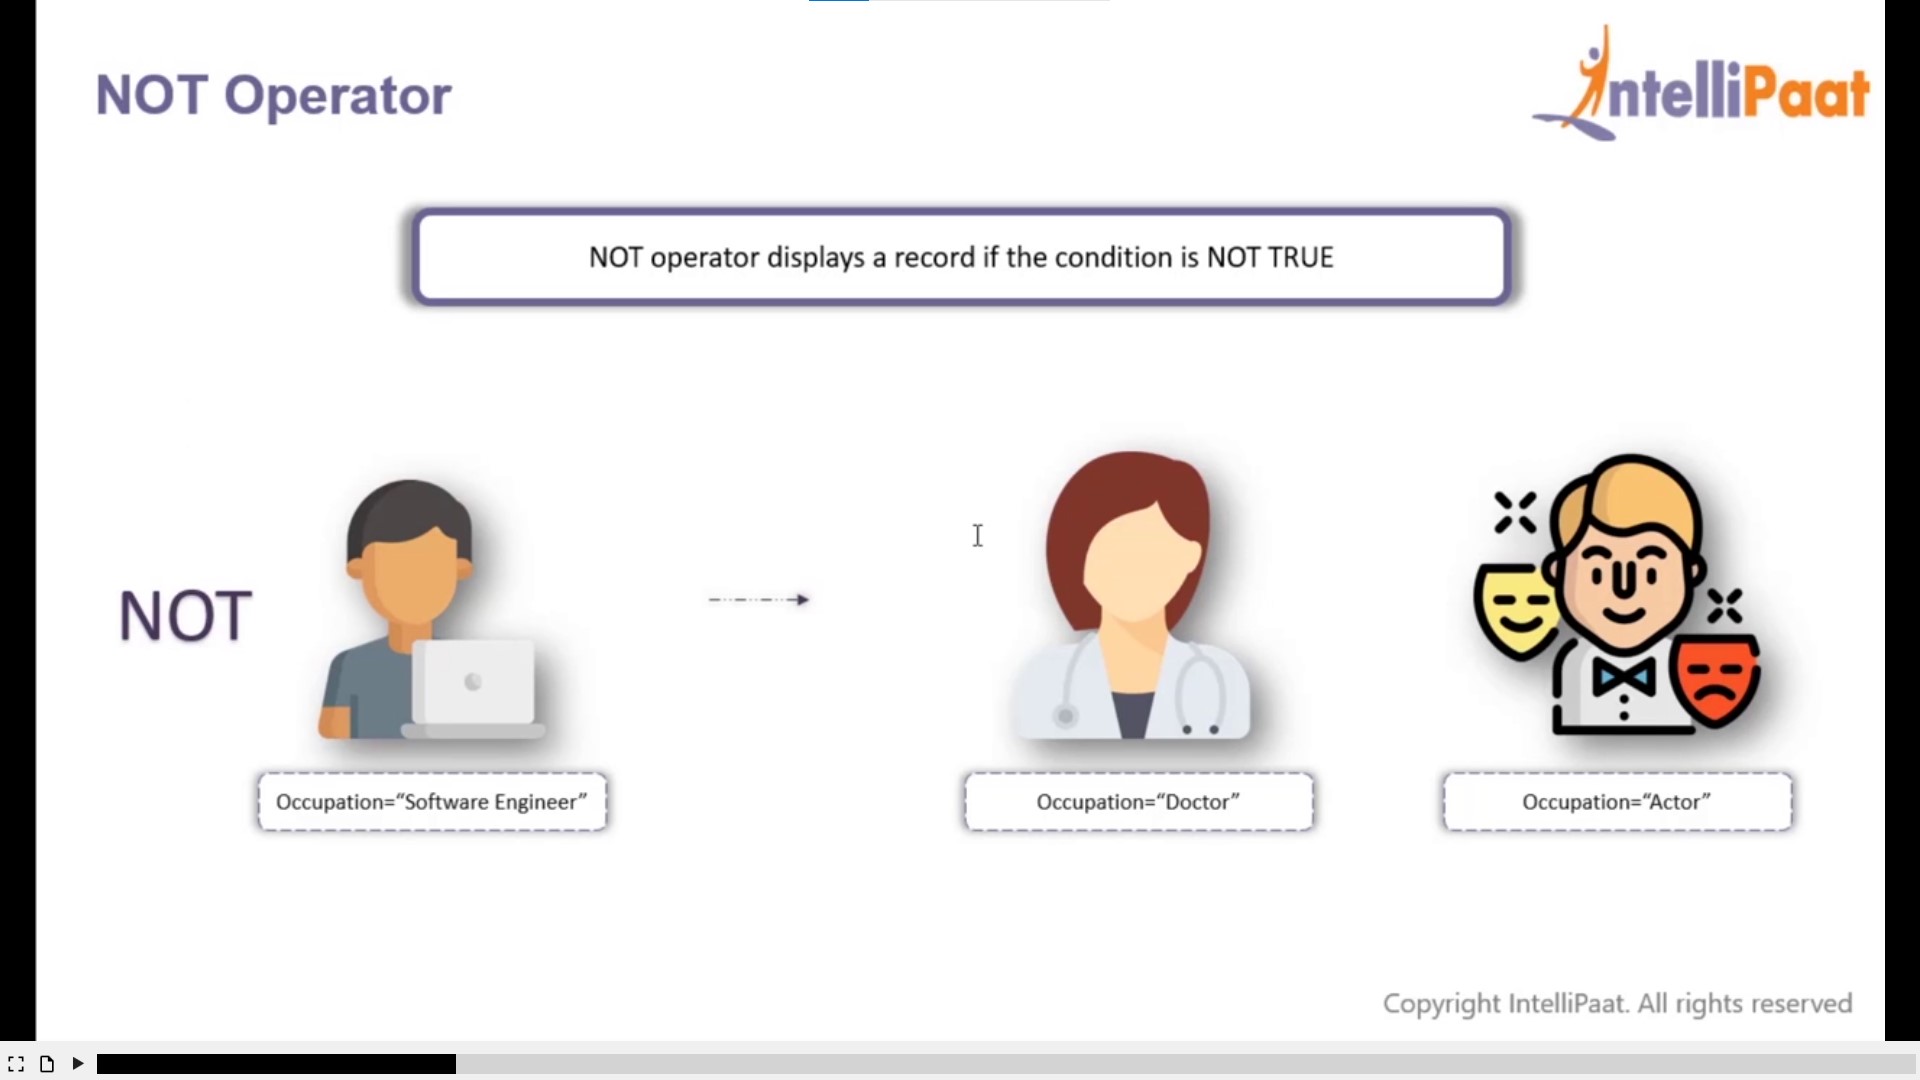 NOT Operator
IntelliPaat
NOT operator displays a record if the condition is NOT TRUE
NOT
Occupation=“Software Engineer”
Occupation=“Doctor”
Occupation=“Actor”
Copyright IntelliPaat. All rights reserved